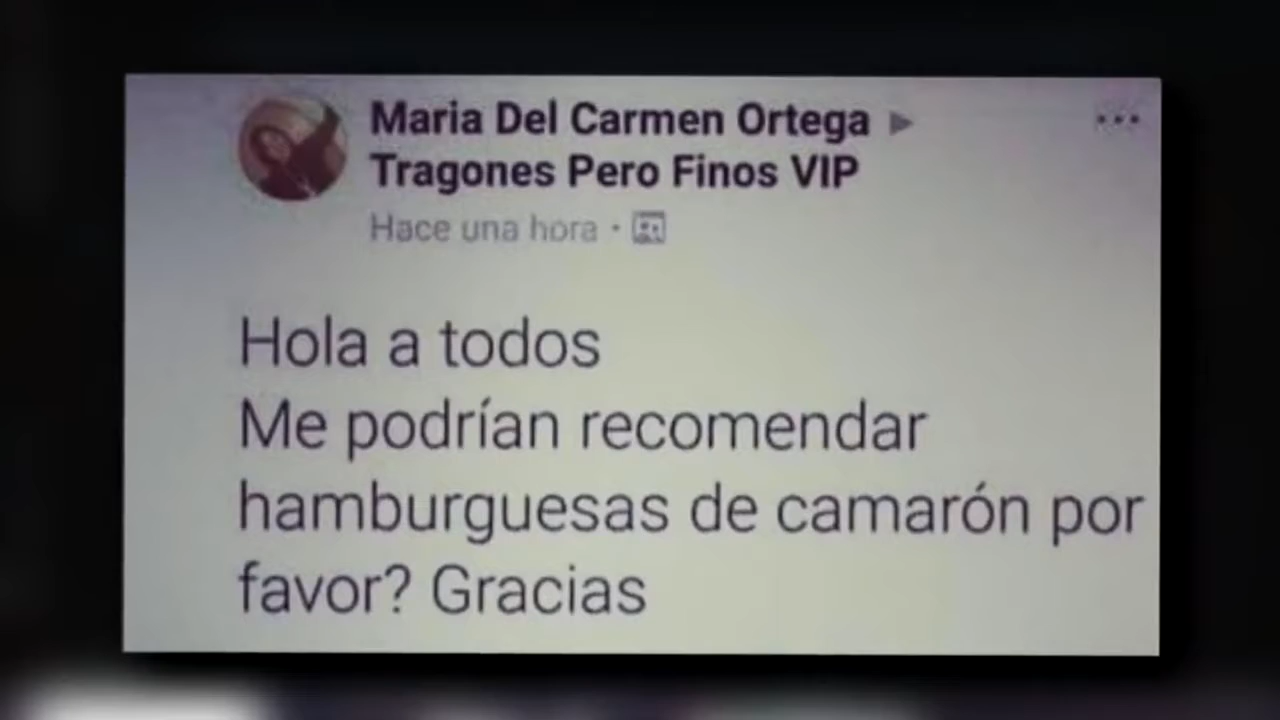 Maria Del Carmen Ortega ▸
Tragones Pero Finos VIP
Hace una hora ·
Hola a todos
Me podrían recomendar
hamburguesas de camarón por
favor? Gracias